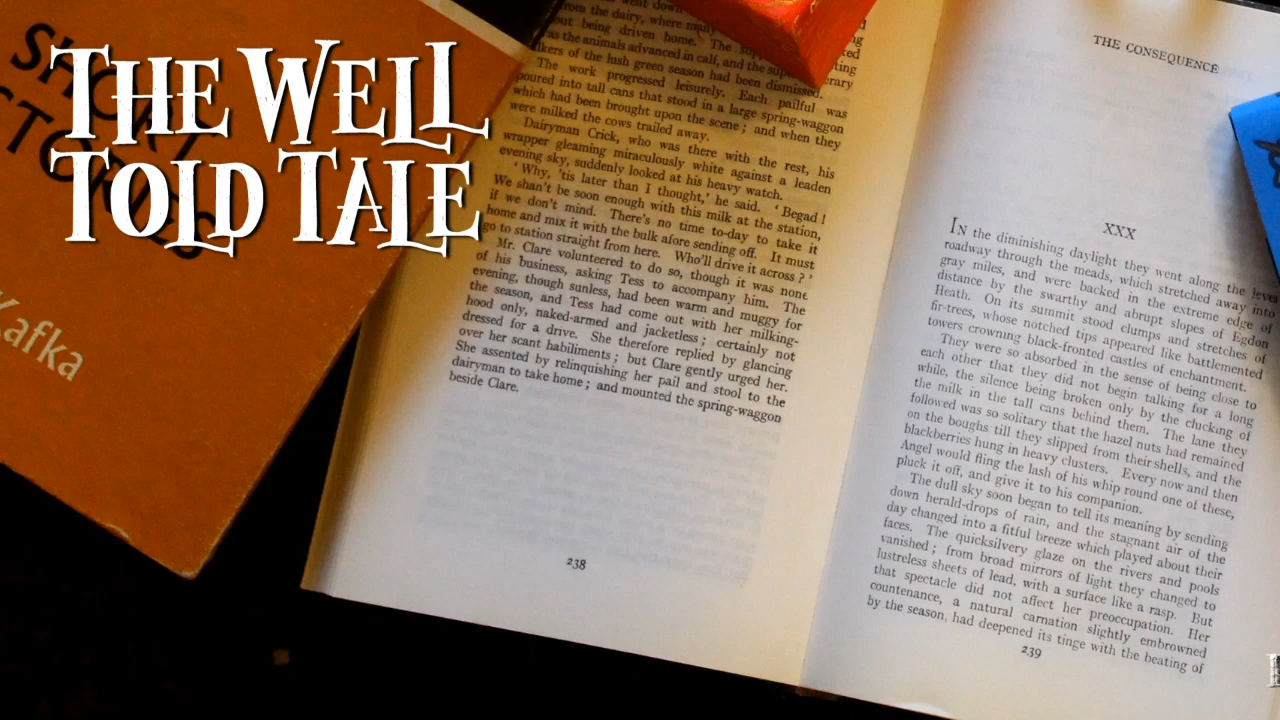 THE WELL
TOLD TALE
SHORT
STORIES
Kafka
went down
from the dairy, where many
out being driven home. The
as the animals advanced in calf, and the
lkers of the lush green season had been dismissed.
The work progressed leisurely. Each pailful was
poured into tall cans that stood in a large spring-waggon
which had been brought upon the scene; and when they
were milked the cows trailed away.
Dairyman Crick, who was there with the rest, his
wrapper gleaming miraculously white against a leaden
evening sky, suddenly looked at his heavy watch.
‘Why, ’tis later than I thought,’ he said. ‘Begad!
We shan’t be soon enough with this milk at the station,
if we don’t mind. There’s no time to-day to take it
home and mix it with the bulk afore sending off. It must
go to station straight from here. Who’ll drive it across?’
Mr. Clare volunteered to do so, though it was none
of his business, asking Tess to accompany him. The
evening, though sunless, had been warm and muggy for
the season, and Tess had come out with her milking-
hood only, naked-armed and jacketless; certainly not
dressed for a drive. She therefore replied by glancing
over her scant habiliments; but Clare gently urged her.
She assented by relinquishing her pail and stool to the
dairyman to take home; and mounted the spring-waggon
beside Clare.
238
THE CONSEQUENCE
XXX
In the diminishing daylight they went along the level
roadway through the meads, which stretched away into
gray miles, and were backed in the extreme edge of
distance by the swarthy and abrupt slopes of Egdon
Heath. On its summit stood clumps and stretches of
fir-trees, whose notched tips appeared like battlemented
towers crowning black-fronted castles of enchantment.
They were so absorbed in the sense of being close to
each other that they did not begin talking for a long
while, the silence being broken only by the clucking of
the milk in the tall cans behind them. The lane they
followed was so solitary that the hazel nuts had remained
on the boughs till they slipped from their shells, and the
blackberries hung in heavy clusters. Every now and then
Angel would fling the lash of his whip round one of these,
pluck it off, and give it to his companion.
The dull sky soon began to tell its meaning by sending
down herald-drops of rain, and the stagnant air of the
day changed into a fitful breeze which played about their
faces. The quicksilvery glaze on the rivers and pools
vanished; from broad mirrors of light they changed to
lustreless sheets of lead, with a surface like a rasp. But
that spectacle did not affect her preoccupation. Her
countenance, a natural carnation slightly embrowned
by the season, had deepened its tinge with the beating of
239